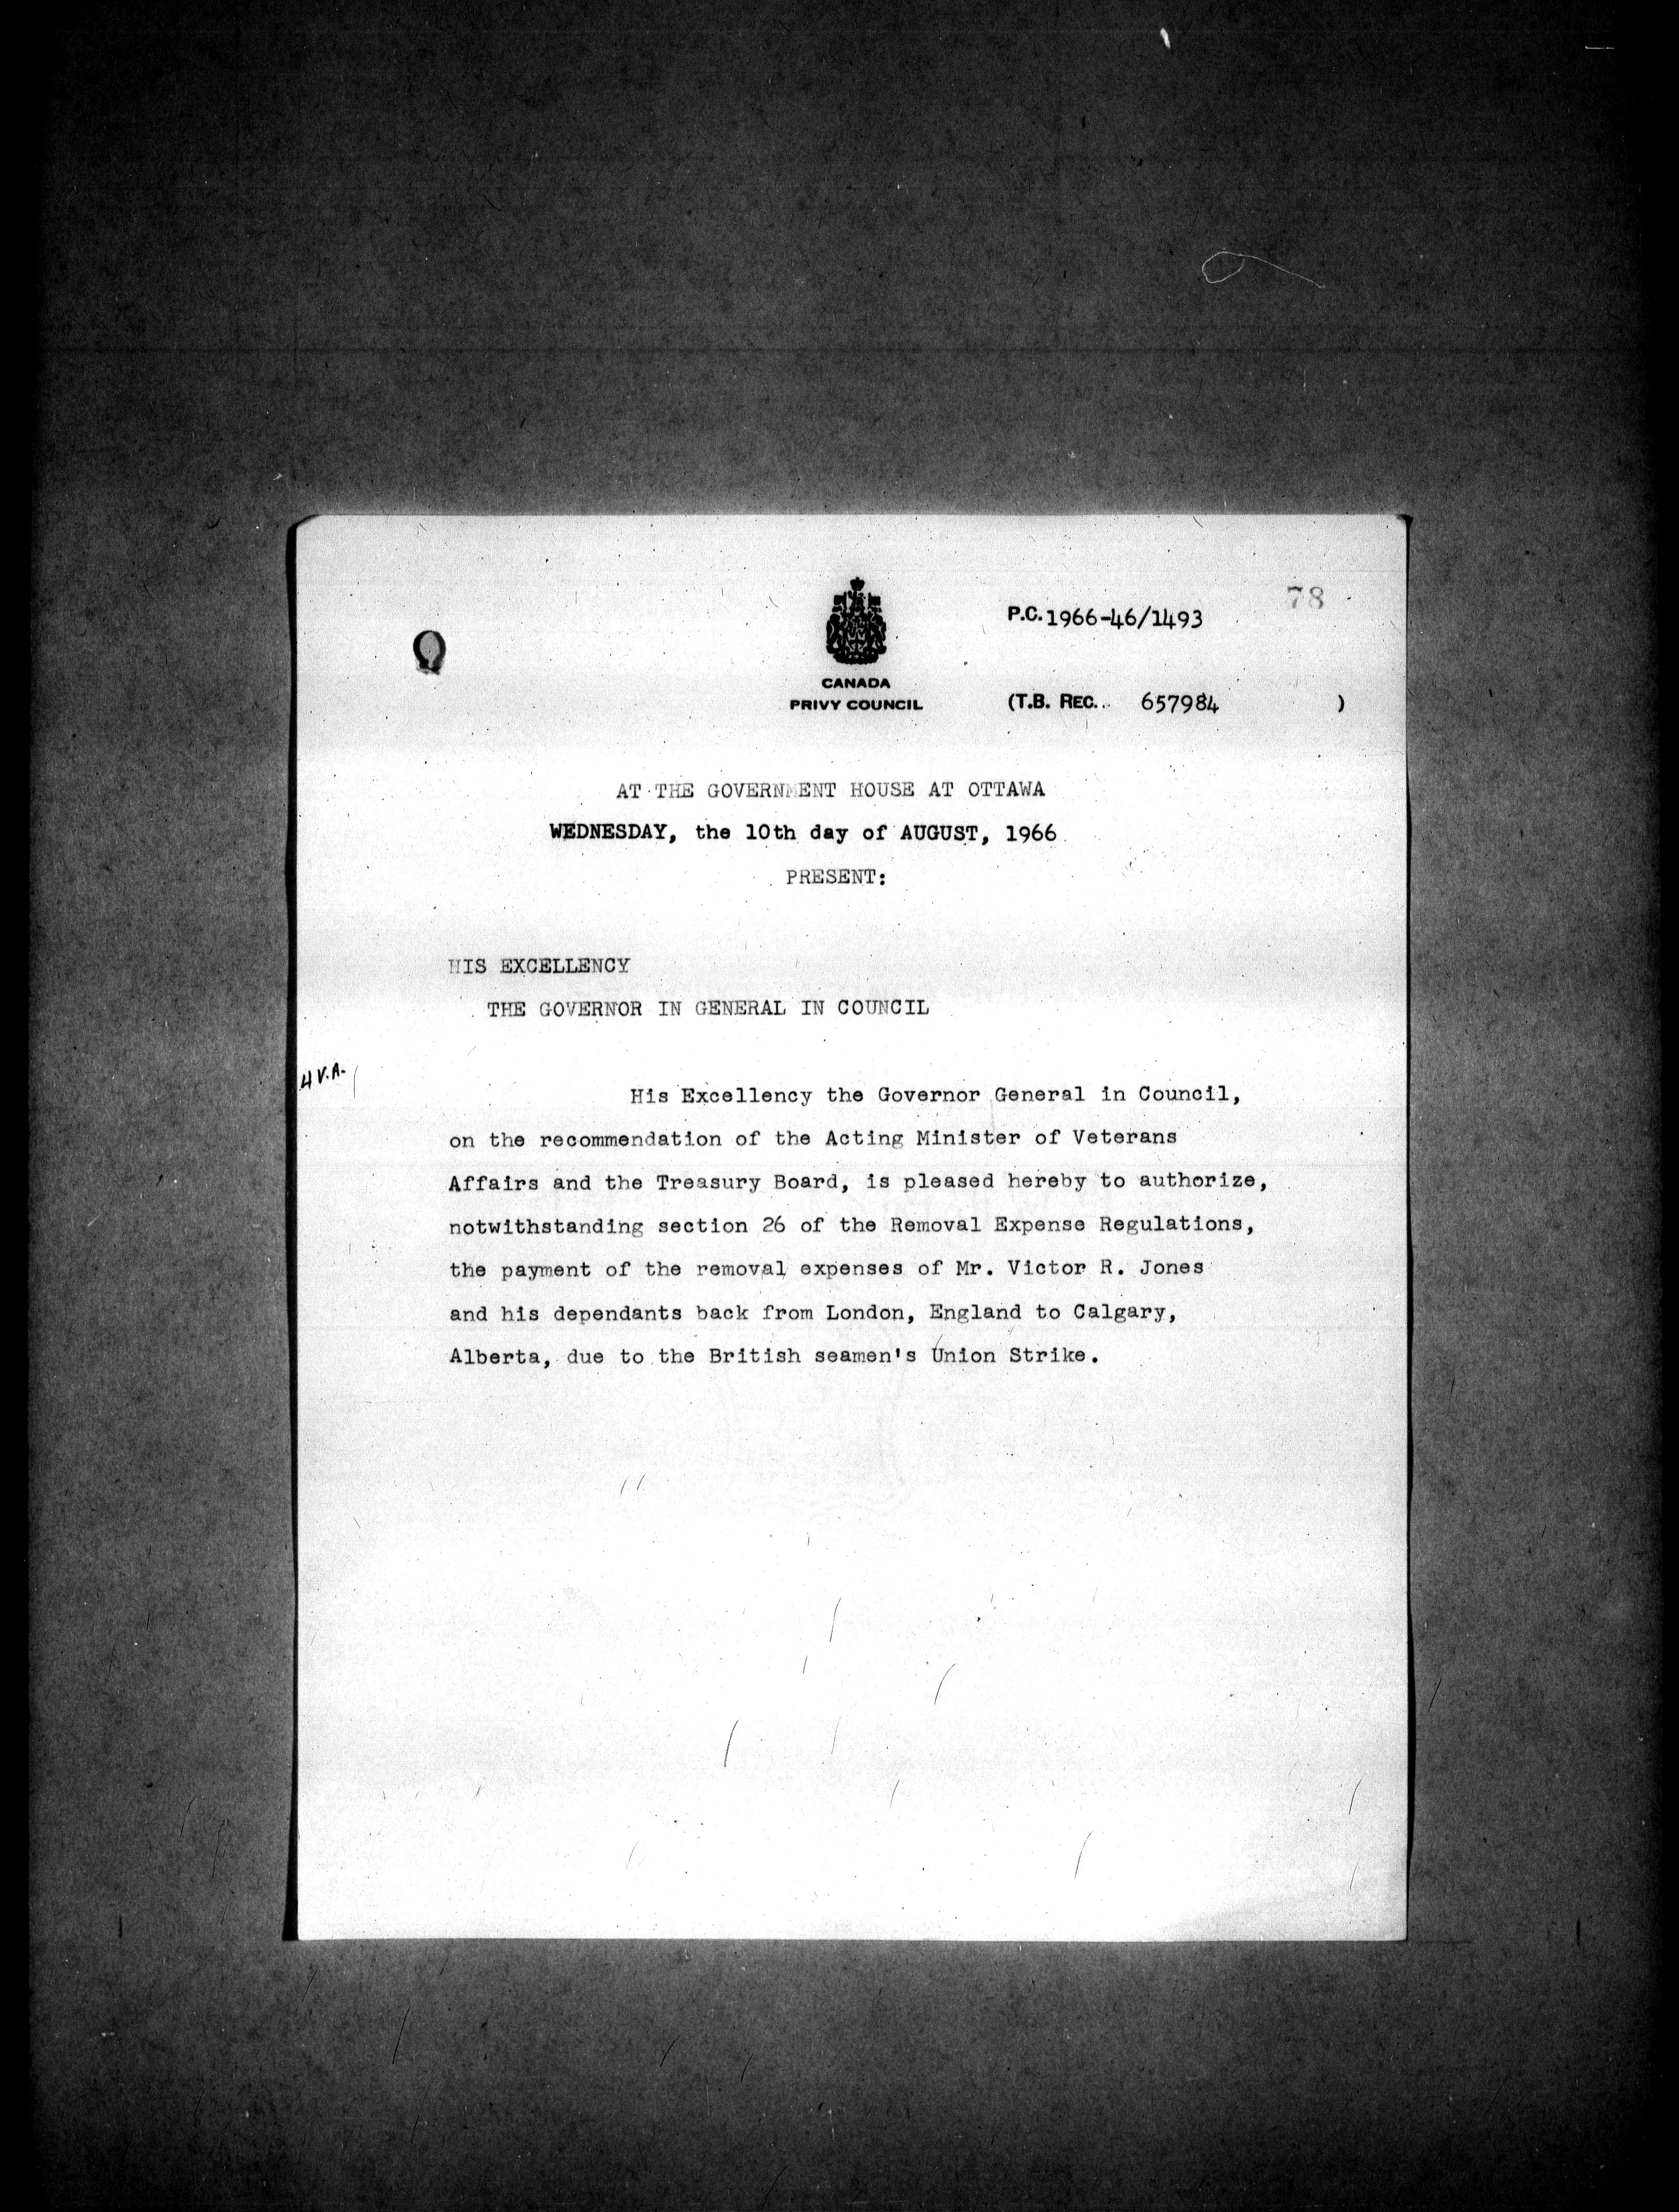 78
P.C. 1966-46/1493
CANADA
PRIVY COUNCIL
(T.B. REC. 657984 )
AT THE GOVERNMENT HOUSE AT OTTAWA
WEDNESDAY, the 10th day of AUGUST, 1966
PRESENT:
HIS EXCELLENCY
THE GOVERNOR IN GENERAL IN COUNCIL
V.A.
His Excellency the Governor General in Council,
on the recommendation of the Acting Minister of Veterans
Affairs and the Treasury Board, is pleased hereby to authorize,
notwithstanding section 26 of the Removal Expense Regulations,
the payment of the removal expenses of Mr. Victor R. Jones
and his dependants back from London, England to Calgary,
Alberta, due to the British seamen's Union Strike.